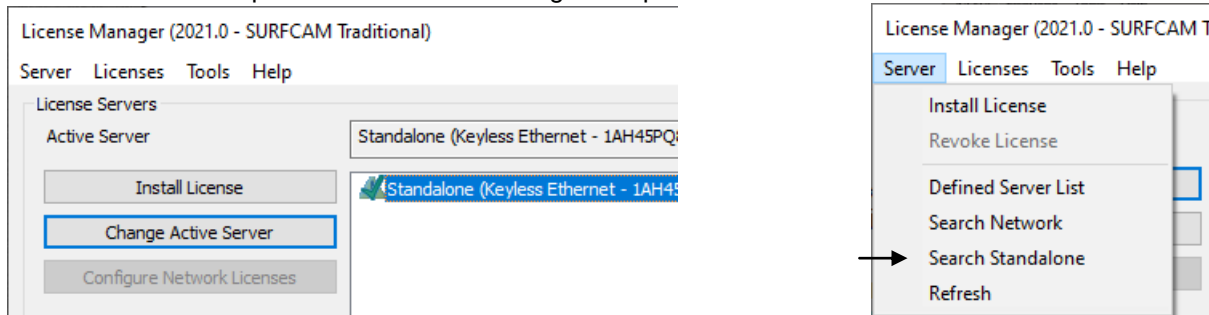 License Manager (2021.0 - SURFCAM Traditional)
Server Licenses Tools Help
License Servers
Active Server
Standalone (Keyless Ethernet - 1AH45PQ
Install License
Standalone (Keyless Ethernet - 1AH45
Change Active Server
Configure Network Licenses
License Manager (2021.0 - SURFCAM T
Server Licenses Tools Help
Install License
Revoke License
Defined Server List
Search Network
Search Standalone
Refresh